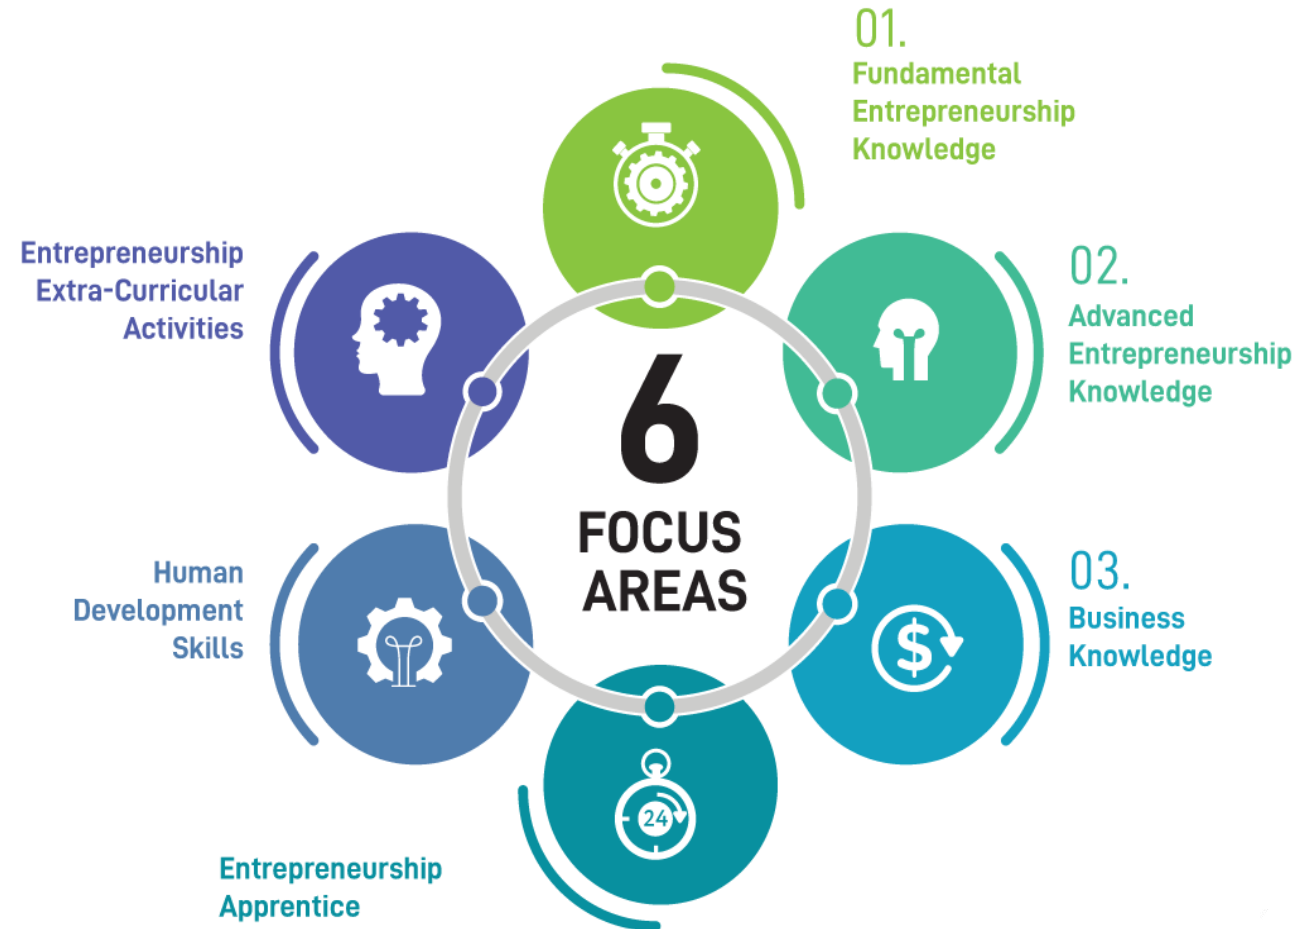 01.
Fundamental
Entrepreneurship
Knowledge
02.
Advanced
Entrepreneurship
Knowledge
03.
Business
Knowledge
Entrepreneurship
Apprentice
Human
Development
Skills
Entrepreneurship
Extra-Curricular
Activities
6
FOCUS
AREAS
$
24